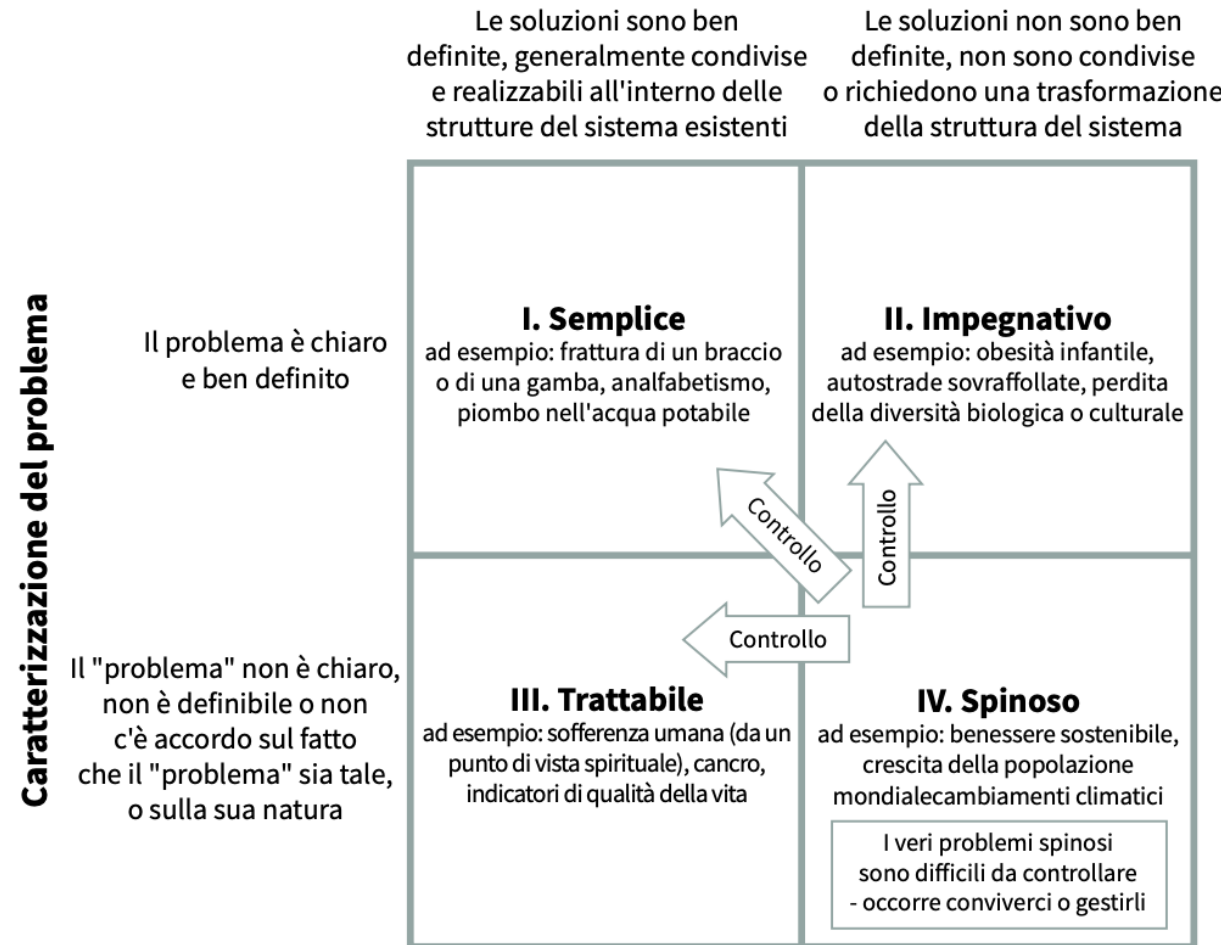 Le soluzioni sono ben
definite, generalmente condivise
e realizzabili all'interno delle
strutture del sistema esistenti
Le soluzioni non sono ben
definite, non sono condivise
o richiedono una trasformazione
della struttura del sistema
Caratterizzazione del problema
Il problema è chiaro
e ben definito
I. Semplice
ad esempio: frattura di un braccio
o di una gamba, analfabetismo,
piombo nell'acqua potabile
II. Impegnativo
ad esempio: obesità infantile,
autostrade sovraffollate, perdita
della diversità biologica o culturale
Controllo
Controllo
Controllo
Il "problema" non è chiaro,
non è definibile o non
c'è accordo sul fatto
che il "problema" sia tale,
o sulla sua natura
III. Trattabile
ad esempio: sofferenza umana (da un
punto di vista spirituale), cancro,
indicatori di qualità della vita
IV. Spinoso
ad esempio: benessere sostenibile,
crescita della popolazione
mondialecambiamenti climatici
I veri problemi spinosi
sono difficili da controllare
- occorre conviverci o gestirli